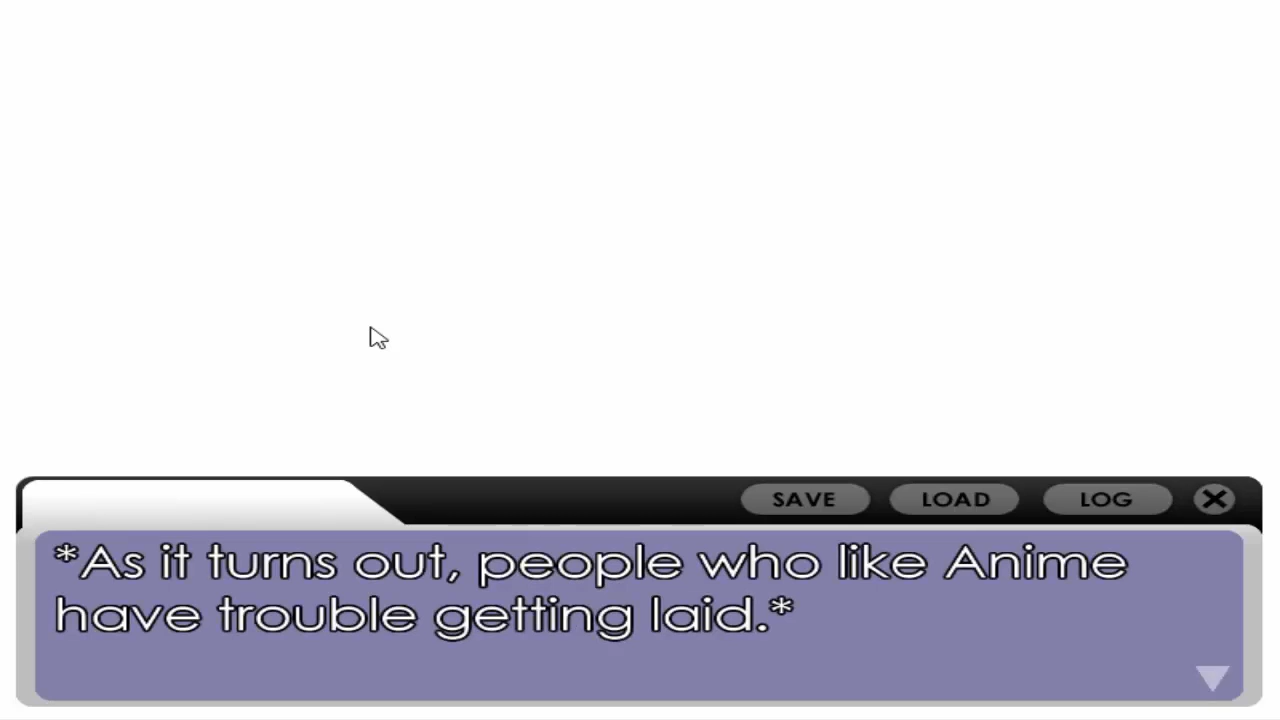 SAVE LOAD LOG
*As it turns out, people who like Anime
have trouble getting laid.*